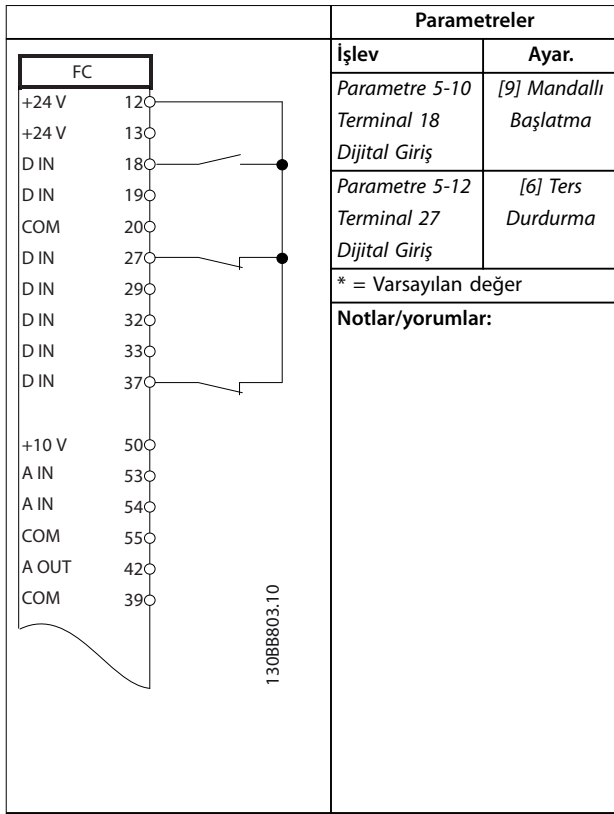 Parametreler
İşlev Ayar.
Parametre 5-10 [9] Mandallı
Terminal 18 Başlatma
Dijital Giriş
Parametre 5-12 [6] Ters
Terminal 27 Durdurma
Dijital Giriş
* = Varsayılan değer
Notlar/yorumlar:
FC
+24 V 12
+24 V 13
D IN 18
D IN 19
COM 20
D IN 27
D IN 29
D IN 32
D IN 33
D IN 37
+10 V 50
A IN 53
A IN 54
COM 55
A OUT 42
COM 39
130BB803.10